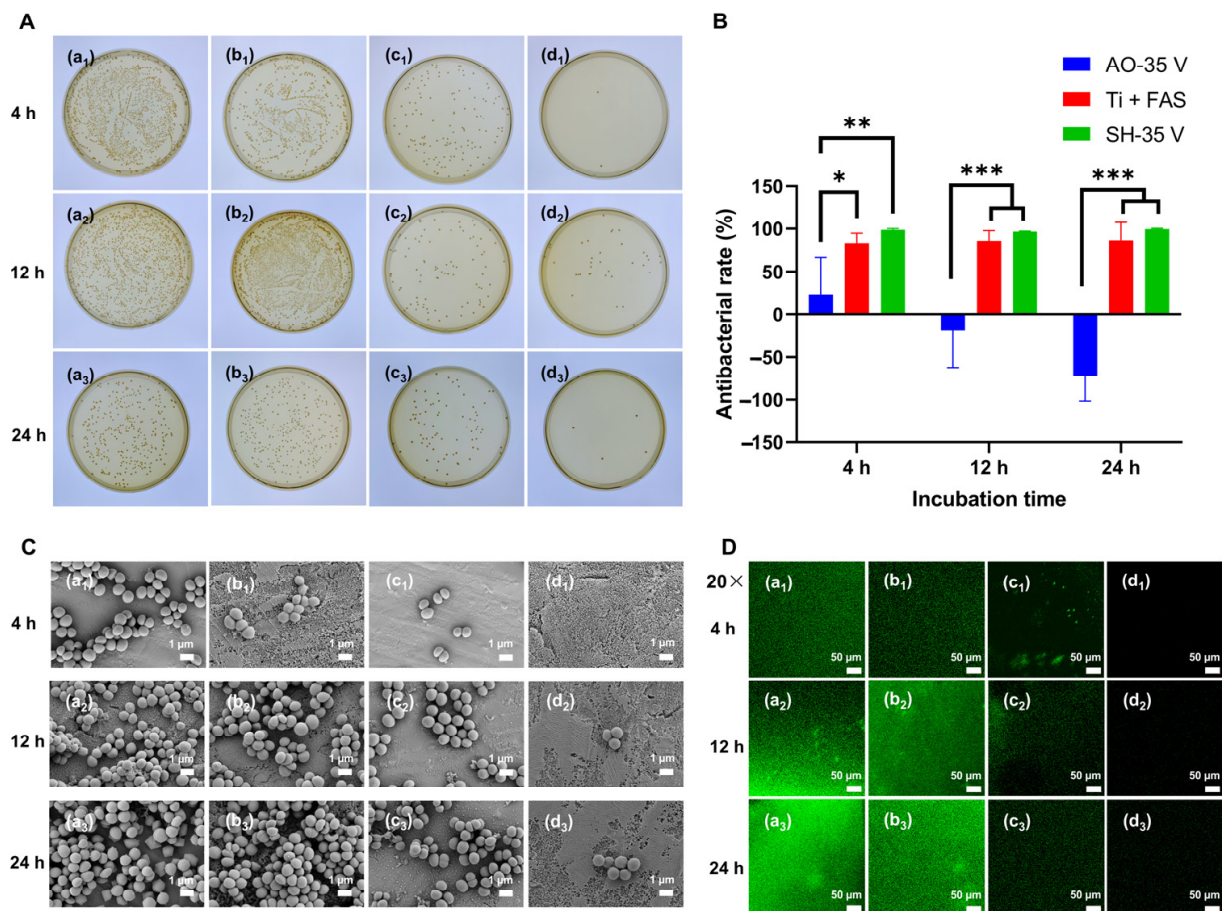 A
(a1)
(b1)
(c1)
(d1)
4 h
(a2)
(b2)
(c2)
(d2)
12 h
(a3)
(b3)
(c3)
(d3)
24 h
B
AO-35 V
Ti + FAS
SH-35 V
**
*
***
***
150
100
50
0
−50
−100
−150
Antibacterial rate (%)
4 h
12 h
24 h
Incubation time
C
(a1)
(b1)
(c1)
(d1)
4 h
1 µm
1 µm
1 µm
1 µm
(a2)
(b2)
(c2)
(d2)
12 h
1 µm
1 µm
1 µm
1 µm
(a3)
(b3)
(c3)
(d3)
24 h
1 µm
1 µm
1 µm
1 µm
D
20 ×
(a1)
(b1)
(c1)
(d1)
4 h
50 µm
50 µm
50 µm
50 µm
(a2)
(b2)
(c2)
(d2)
12 h
50 µm
50 µm
50 µm
50 µm
(a3)
(b3)
(c3)
(d3)
24 h
50 µm
50 µm
50 µm
50 µm